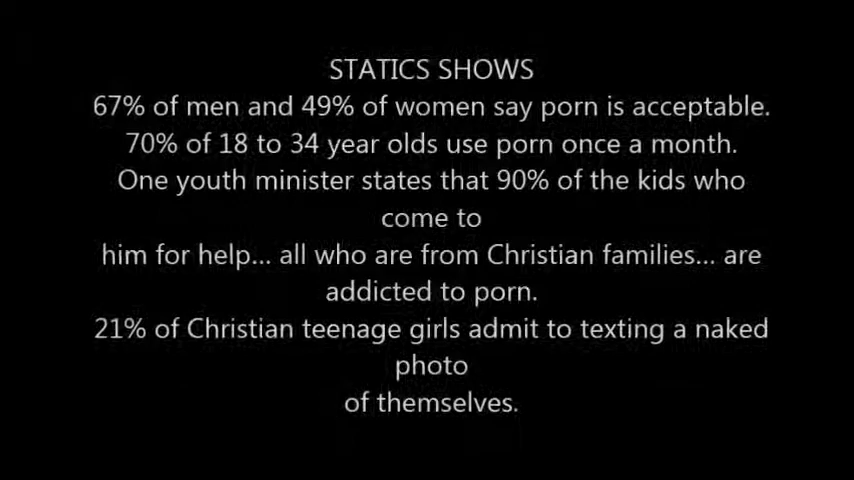 STATICS SHOWS
67% of men and 49% of women say porn is acceptable.
70% of 18 to 34 year olds use porn once a month.
One youth minister states that 90% of the kids who
come to
him for help... all who are from Christian families... are
addicted to porn.
21% of Christian teenage girls admit to texting a naked
photo
of themselves.